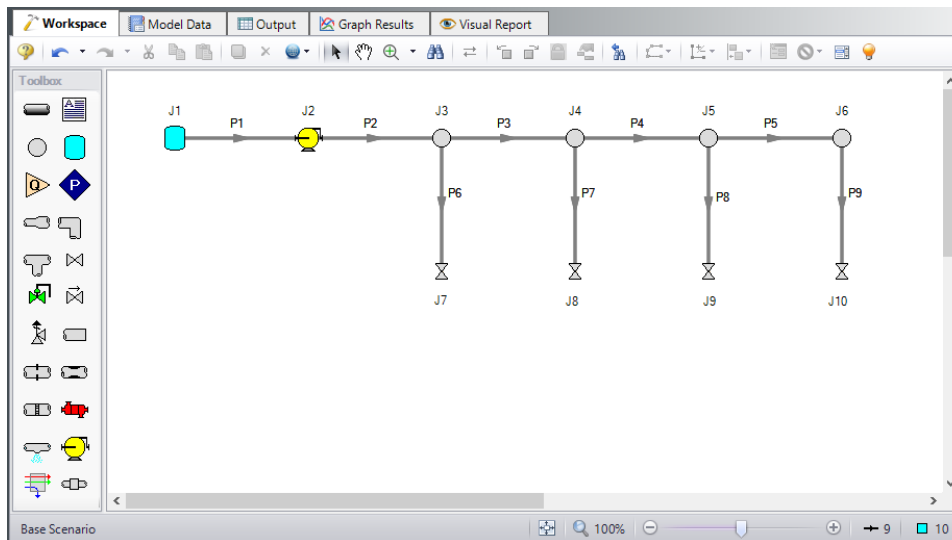 Workspace Model Data Output Graph Results Visual Report
Toolbox
A
Q P
J1 J2 J3 J4 J5 J6
P1 P2 P3 P4 P5
P6 P7 P8 P9
J7 J8 J9 J10
Base Scenario 100% 9 10